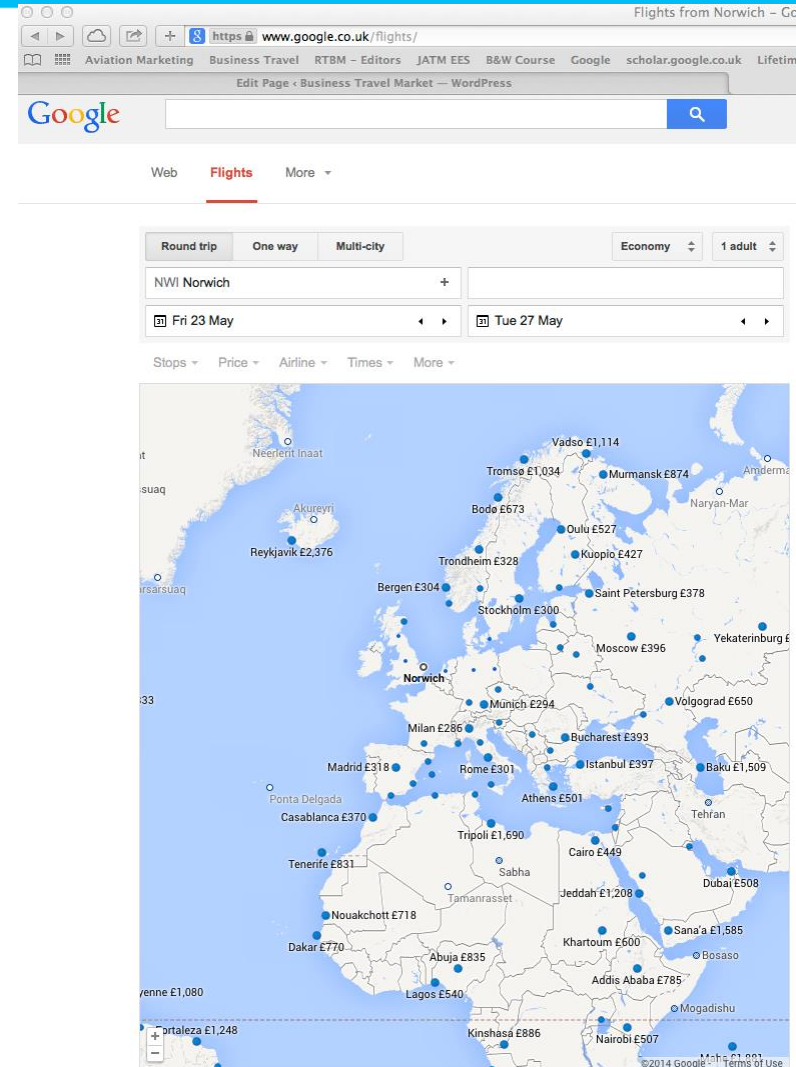 Flights from Norwich – Go
https www.google.co.uk/flights/
Aviation Marketing Business Travel RTBM – Editors JATM EES B&W Course Google scholar.google.co.uk Lifetim
Edit Page ‹ Business Travel Market — WordPress
Google
Web Flights More
Round trip One way Multi-city Economy 1 adult
NWI Norwich +
31 Fri 23 May 31 Tue 27 May
Stops Price Airline Times More
Vadso £1,114
Neerlerit Inaat
Tromsø £1,034
Murmansk £874
Amderma
Naryan-Mar
Akureyri
Bodø £673
Oulu £527
Reykjavik £2,376
Trondheim £328
Kuopio £427
Bergen £304
Saint Petersburg £378
Stockholm £300
Moscow £396
Yekaterinburg £
Norwich
Munich £294
Volgograd £650
Milan £286
Bucharest £393
Madrid £318
Rome £301
Istanbul £397
Baku £1,509
Ponta Delgada
Athens £501
Casablanca £370
Tehran
Tripoli £1,690
Cairo £449
Tenerife £831
Sabha
Dubai £508
Tamanrasset
Jeddah £1,208
Nouakchott £718
Sana'a £1,585
Dakar £770
Khartoum £600
Bosaso
Abuja £835
Addis Ababa £785
yenne £1,080
Lagos £540
Mogadishu
Fortaleza £1,248
Kinshasa £886
Nairobi £507
©2014 Google - Terms of Use